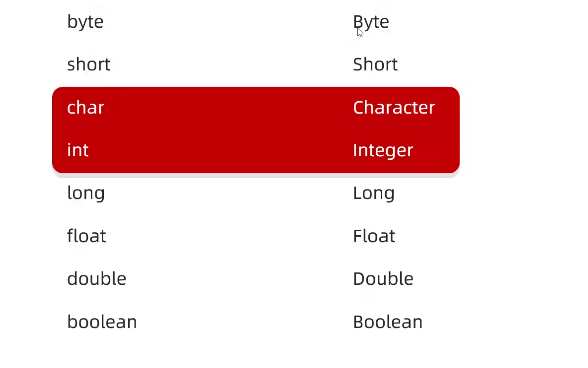 byte Byte
short Short
char Character
int Integer
long Long
float Float
double Double
boolean Boolean